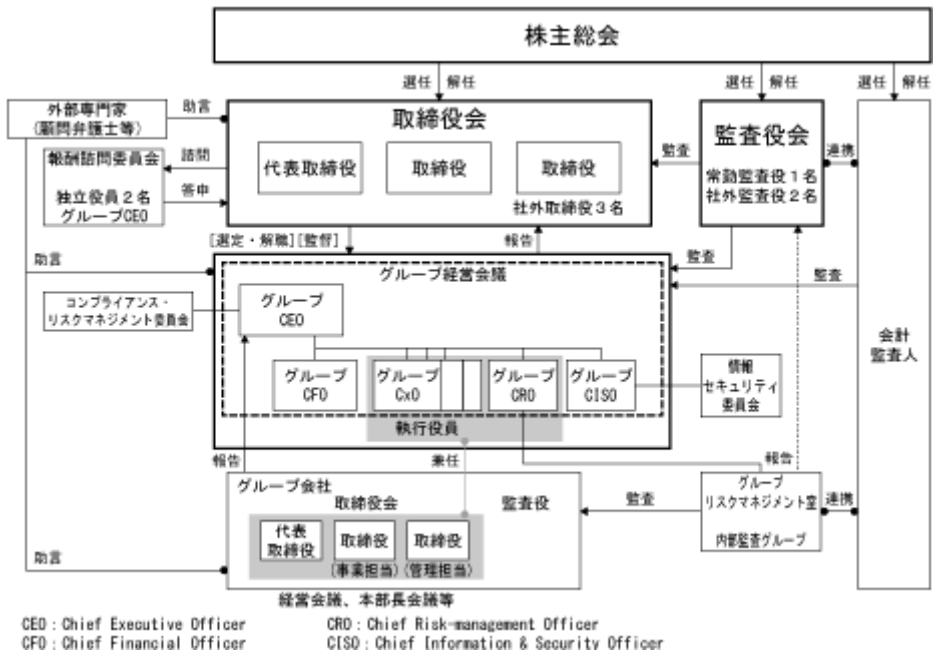 株主総会
選任 解任
選任 解任
選任 解任
外部専門家
(顧問弁護士等)
助言
取締役会
代表取締役
取締役
取締役
社外取締役3名
監査
監査役会
常勤監査役1名
社外監査役2名
連携
報酬諮問委員会
独立役員2名
グループCEO
諮問
答申
[選定・解職][監督]
報告
監査
監査
助言
グループ経営会議
コンプライアンス・
リスクマネジメント委員会
グループ
CEO
会計
監査人
グループ
CFO
グループ
CxO
グループ
CRO
グループ
CISO
情報
セキュリティ
委員会
執行役員
報告
兼任
報告
グループ会社
取締役会
監査役
監査
グループ
リスクマネジメント室
内部監査グループ
連携
代表
取締役
取締役
取締役
(事業担当)(管理担当)
助言
経営会議、本部長会議等
CEO:Chief Executive Officer
CRO:Chief Risk-management Officer
CFO:Chief Financial Officer
CISO:Chief Information & Security Officer